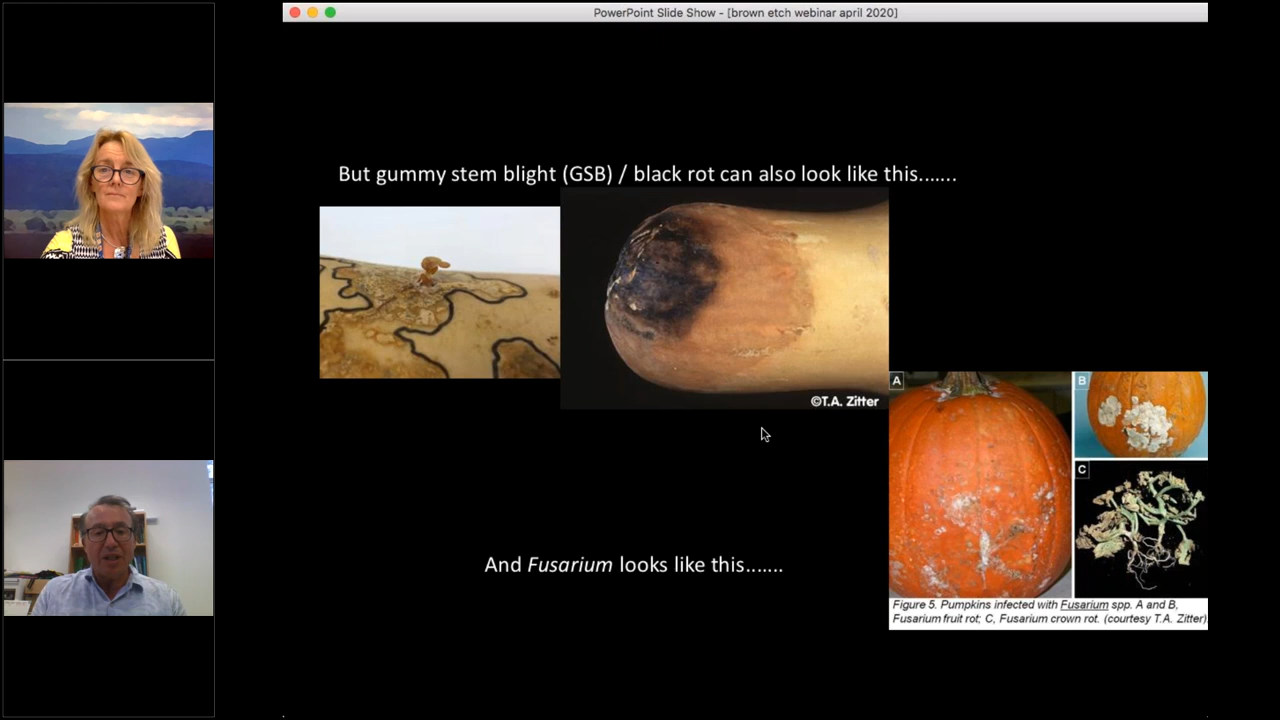 PowerPoint Slide Show - [brown etch webinar april 2020]
But gummy stem blight (GSB) / black rot can also look like this.......
©T.A. Zitter
A
B
C
And Fusarium looks like this.......
Figure 5. Pumpkins infected with Fusarium spp. A and B,
Fusarium fruit rot; C, Fusarium crown rot. (courtesy T.A. Zitter)